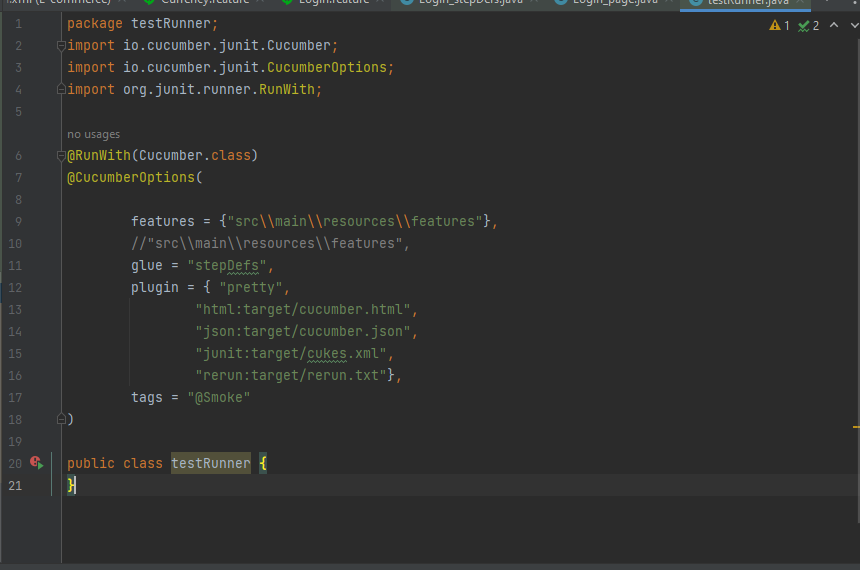 .xml (E-commerce) Currency.feature Login.feature Login_stepDefs.java Login_page.java testRunner.java
1 package testRunner; 1 2
2 import io.cucumber.junit.Cucumber;
3 import io.cucumber.junit.CucumberOptions;
4 import org.junit.runner.RunWith;
5
no usages
6 @RunWith(Cucumber.class)
7 @CucumberOptions(
8
9 features = {"src\\main\\resources\\features"},
10 //"src\\main\\resources\\features",
11 glue = "stepDefs",
12 plugin = { "pretty",
13 "html:target/cucumber.html",
14 "json:target/cucumber.json",
15 "junit:target/cukes.xml",
16 "rerun:target/rerun.txt"},
17 tags = "@Smoke"
18 )
19
20 public class testRunner {
21 }